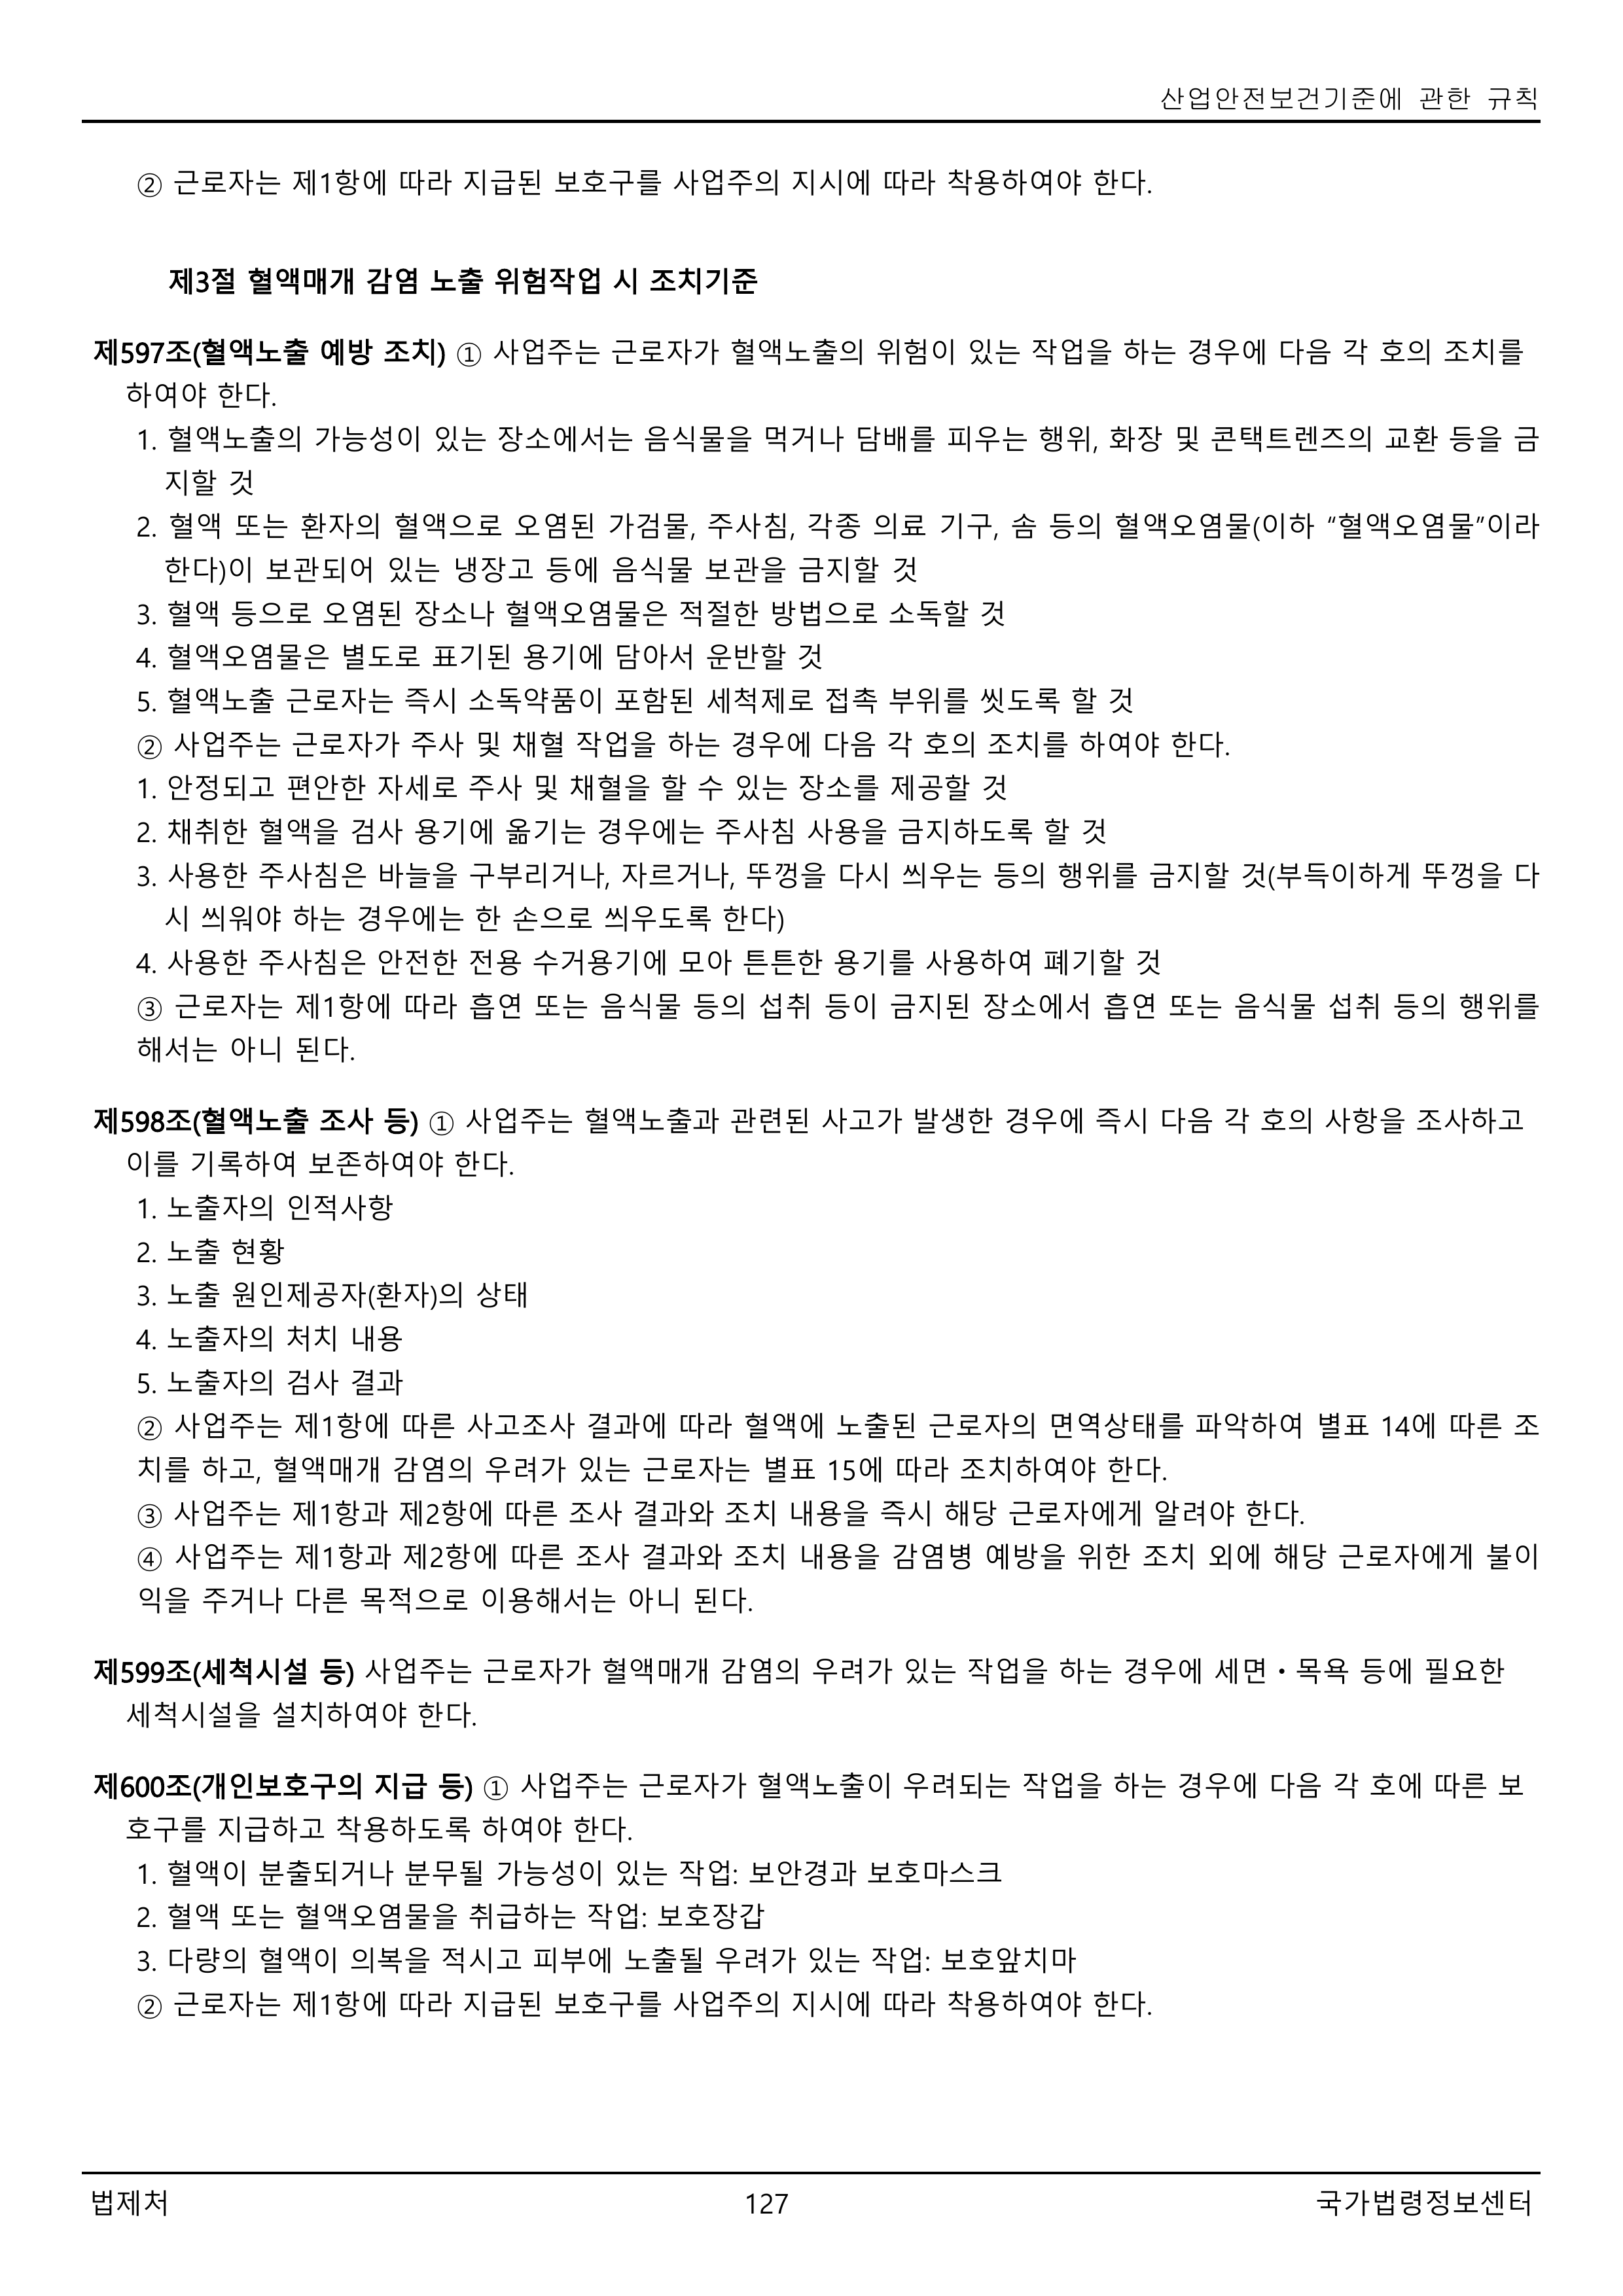 산업안전보건기준에 관한 규칙
② 근로자는 제1항에 따라 지급된 보호구를 사업주의 지시에 따라 착용하여야 한다.
제3절 혈액매개 감염 노출 위험작업 시 조치기준
제597조(혈액노출 예방 조치) ① 사업주는 근로자가 혈액노출의 위험이 있는 작업을 하는 경우에 다음 각 호의 조치를
하여야 한다.
1. 혈액노출의 가능성이 있는 장소에서는 음식물을 먹거나 담배를 피우는 행위, 화장 및 콘택트렌즈의 교환 등을 금
지할 것
2. 혈액 또는 환자의 혈액으로 오염된 가검물, 주사침, 각종 의료 기구, 솜 등의 혈액오염물(이하 “혈액오염물”이라
한다)이 보관되어 있는 냉장고 등에 음식물 보관을 금지할 것
3. 혈액 등으로 오염된 장소나 혈액오염물은 적절한 방법으로 소독할 것
4. 혈액오염물은 별도로 표기된 용기에 담아서 운반할 것
5. 혈액노출 근로자는 즉시 소독약품이 포함된 세척제로 접촉 부위를 씻도록 할 것
② 사업주는 근로자가 주사 및 채혈 작업을 하는 경우에 다음 각 호의 조치를 하여야 한다.
1. 안정되고 편안한 자세로 주사 및 채혈을 할 수 있는 장소를 제공할 것
2. 채취한 혈액을 검사 용기에 옮기는 경우에는 주사침 사용을 금지하도록 할 것
3. 사용한 주사침은 바늘을 구부리거나, 자르거나, 뚜껑을 다시 씌우는 등의 행위를 금지할 것(부득이하게 뚜껑을 다
시 씌워야 하는 경우에는 한 손으로 씌우도록 한다)
4. 사용한 주사침은 안전한 전용 수거용기에 모아 튼튼한 용기를 사용하여 폐기할 것
③ 근로자는 제1항에 따라 흡연 또는 음식물 등의 섭취 등이 금지된 장소에서 흡연 또는 음식물 섭취 등의 행위를
해서는 아니 된다.
제598조(혈액노출 조사 등) ① 사업주는 혈액노출과 관련된 사고가 발생한 경우에 즉시 다음 각 호의 사항을 조사하고
이를 기록하여 보존하여야 한다.
1. 노출자의 인적사항
2. 노출 현황
3. 노출 원인제공자(환자)의 상태
4. 노출자의 처치 내용
5. 노출자의 검사 결과
② 사업주는 제1항에 따른 사고조사 결과에 따라 혈액에 노출된 근로자의 면역상태를 파악하여 별표 14에 따른 조
치를 하고, 혈액매개 감염의 우려가 있는 근로자는 별표 15에 따라 조치하여야 한다.
③ 사업주는 제1항과 제2항에 따른 조사 결과와 조치 내용을 즉시 해당 근로자에게 알려야 한다.
④ 사업주는 제1항과 제2항에 따른 조사 결과와 조치 내용을 감염병 예방을 위한 조치 외에 해당 근로자에게 불이
익을 주거나 다른 목적으로 이용해서는 아니 된다.
제599조(세척시설 등) 사업주는 근로자가 혈액매개 감염의 우려가 있는 작업을 하는 경우에 세면ㆍ목욕 등에 필요한
세척시설을 설치하여야 한다.
제600조(개인보호구의 지급 등) ① 사업주는 근로자가 혈액노출이 우려되는 작업을 하는 경우에 다음 각 호에 따른 보
호구를 지급하고 착용하도록 하여야 한다.
1. 혈액이 분출되거나 분무될 가능성이 있는 작업: 보안경과 보호마스크
2. 혈액 또는 혈액오염물을 취급하는 작업: 보호장갑
3. 다량의 혈액이 의복을 적시고 피부에 노출될 우려가 있는 작업: 보호앞치마
② 근로자는 제1항에 따라 지급된 보호구를 사업주의 지시에 따라 착용하여야 한다.
법제처 127 국가법령정보센터